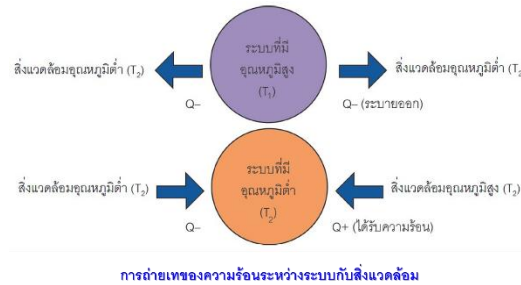 ระบบที่มี
อุณหภูมิสูง
(T₁)
สิ่งแวดล้อมอุณหภูมิต่ำ (T₂)
สิ่งแวดล้อมอุณหภูมิต่ำ (T₂
Q–
Q– (ระบายออก)
ระบบที่มี
อุณหภูมิต่ำ
(T₂)
สิ่งแวดล้อมอุณหภูมิต่ำ (T₂)
สิ่งแวดล้อมอุณหภูมิสูง (T₂)
Q–
Q+ (ได้รับความร้อน)
การถ่ายเทของความร้อนระหว่างระบบกับสิ่งแวดล้อม